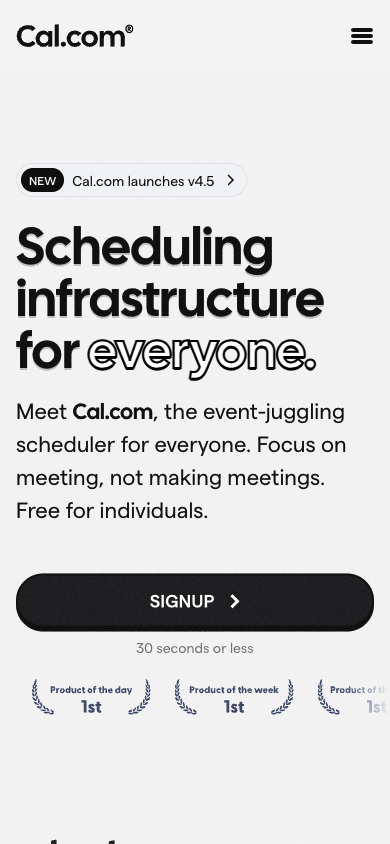 Cal.com®
NEW Cal.com launches v4.5
Scheduling
infrastructure
for everyone.
Meet Cal.com, the event-juggling
scheduler for everyone. Focus on
meeting, not making meetings.
Free for individuals.
SIGNUP
30 seconds or less
Product of the day
1st
Product of the week
1st
Product of th
1st